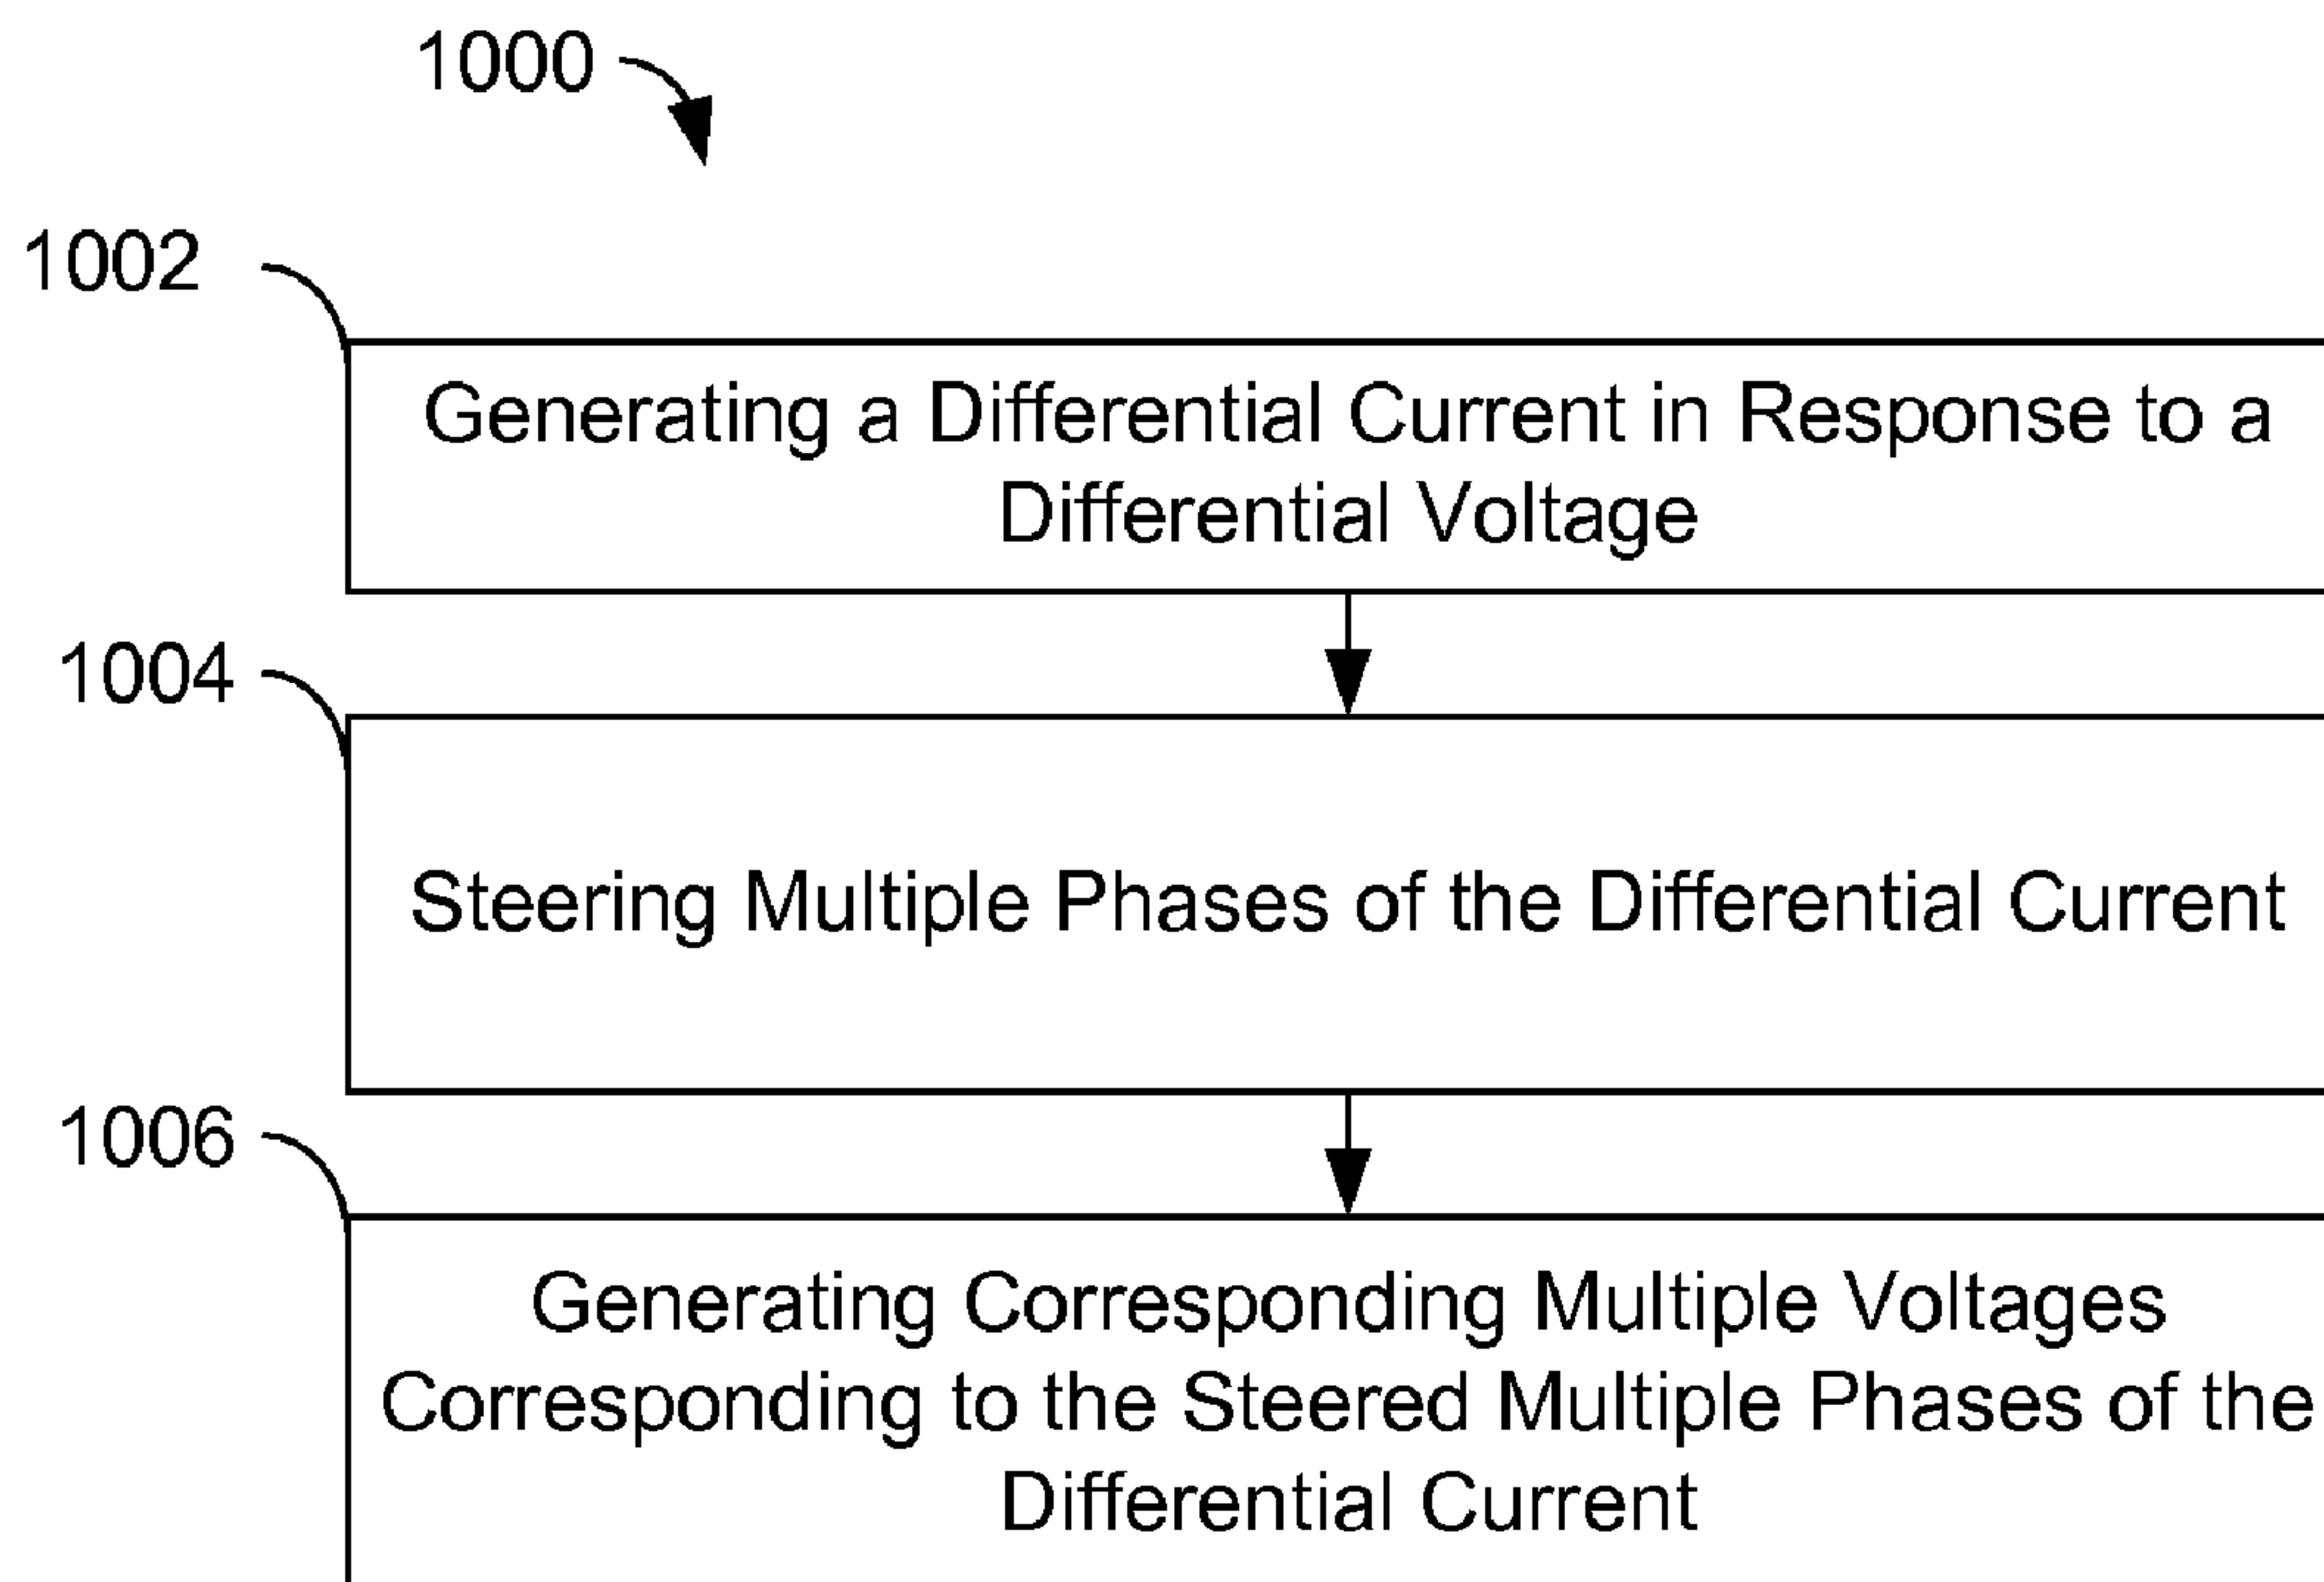 1000
1002
Generating a Differential Current in Response to a
Differential Voltage
1004
Steering Multiple Phases of the Differential Current
1006
Generating Corresponding Multiple Voltages
Corresponding to the Steered Multiple Phases of the
Differential Current